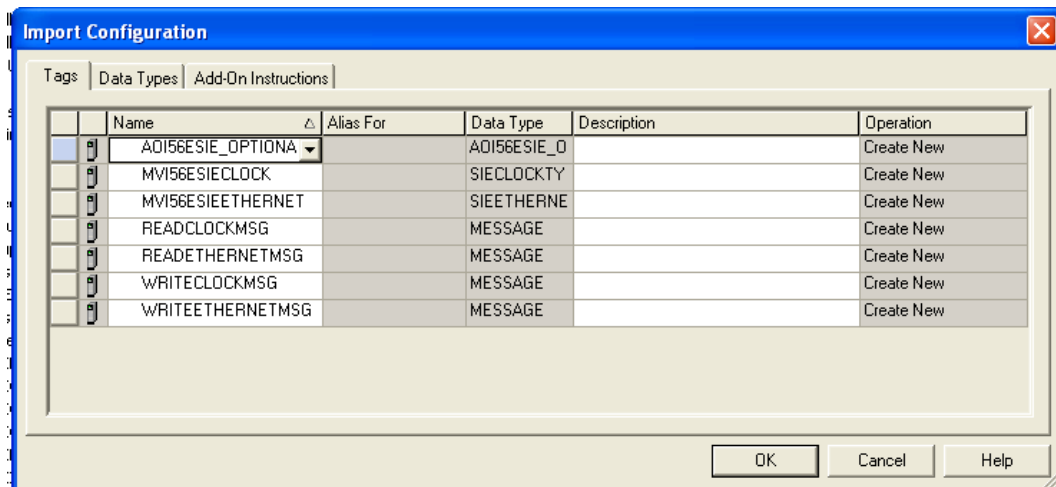 Import Configuration
Tags Data Types Add-On Instructions
Name Alias For Data Type Description Operation
AOI56ESIE_OPTIONA AOI56ESIE_O Create New
MVI56ESIECLOCK SIECLOCKTY Create New
MVI56ESIEETHERNET SIEETHERNE Create New
READCLOCKMSG MESSAGE Create New
READETHERNETMSG MESSAGE Create New
WRITECLOCKMSG MESSAGE Create New
WRITEETHERNETMSG MESSAGE Create New
OK Cancel Help